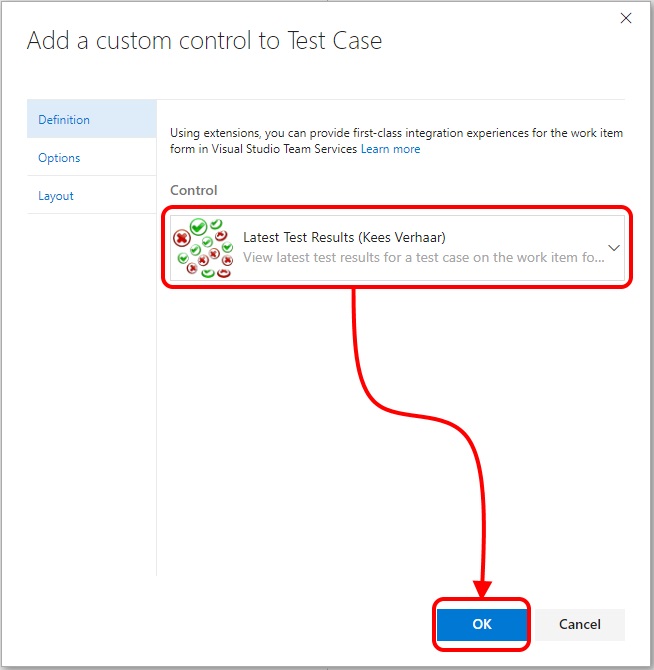 Add a custom control to Test Case
Definition
Options
Layout
Using extensions, you can provide first-class integration experiences for the work item
form in Visual Studio Team Services Learn more
Control
Latest Test Results (Kees Verhaar)
View latest test results for a test case on the work item fo...
OK
Cancel